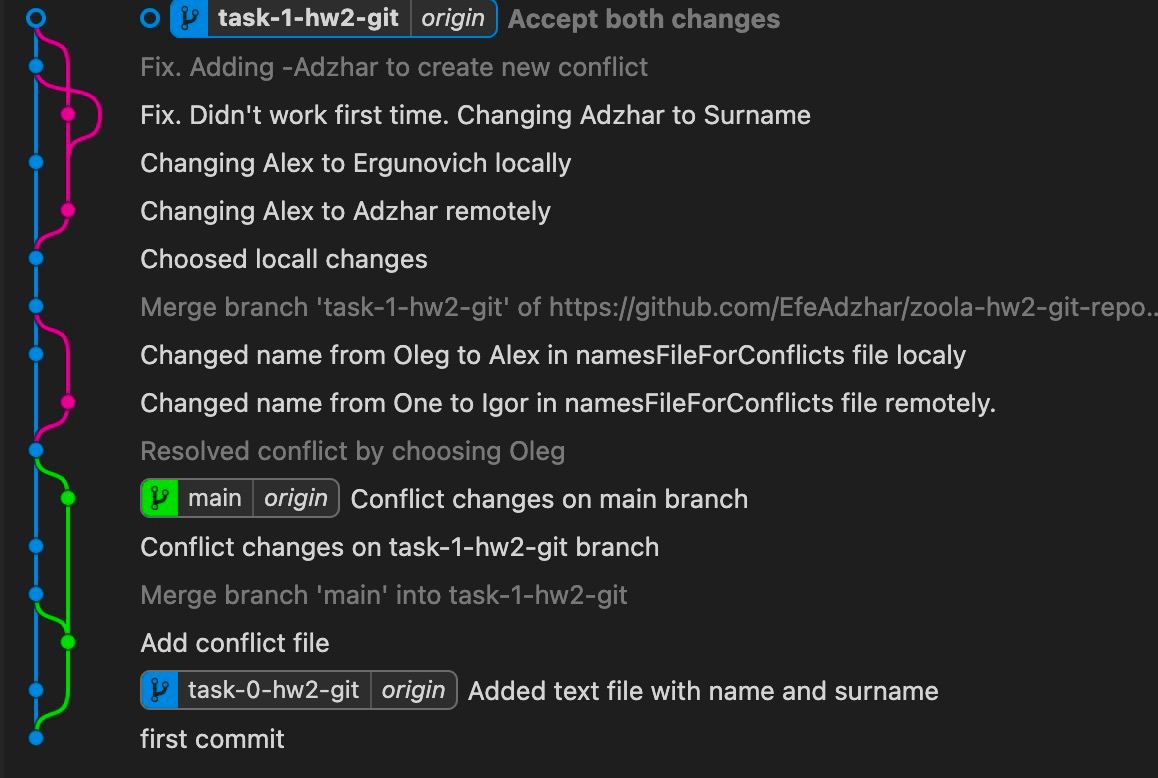 task-1-hw2-git origin Accept both changes
Fix. Adding -Adzhar to create new conflict
Fix. Didn't work first time. Changing Adzhar to Surname
Changing Alex to Ergunovich locally
Changing Alex to Adzhar remotely
Choosed locall changes
Merge branch 'task-1-hw2-git' of https://github.com/EfeAdzhar/zoola-hw2-git-repo...
Changed name from Oleg to Alex in namesFileForConflicts file localy
Changed name from One to Igor in namesFileForConflicts file remotely.
Resolved conflict by choosing Oleg
main origin Conflict changes on main branch
Conflict changes on task-1-hw2-git branch
Merge branch 'main' into task-1-hw2-git
Add conflict file
task-0-hw2-git origin Added text file with name and surname
first commit